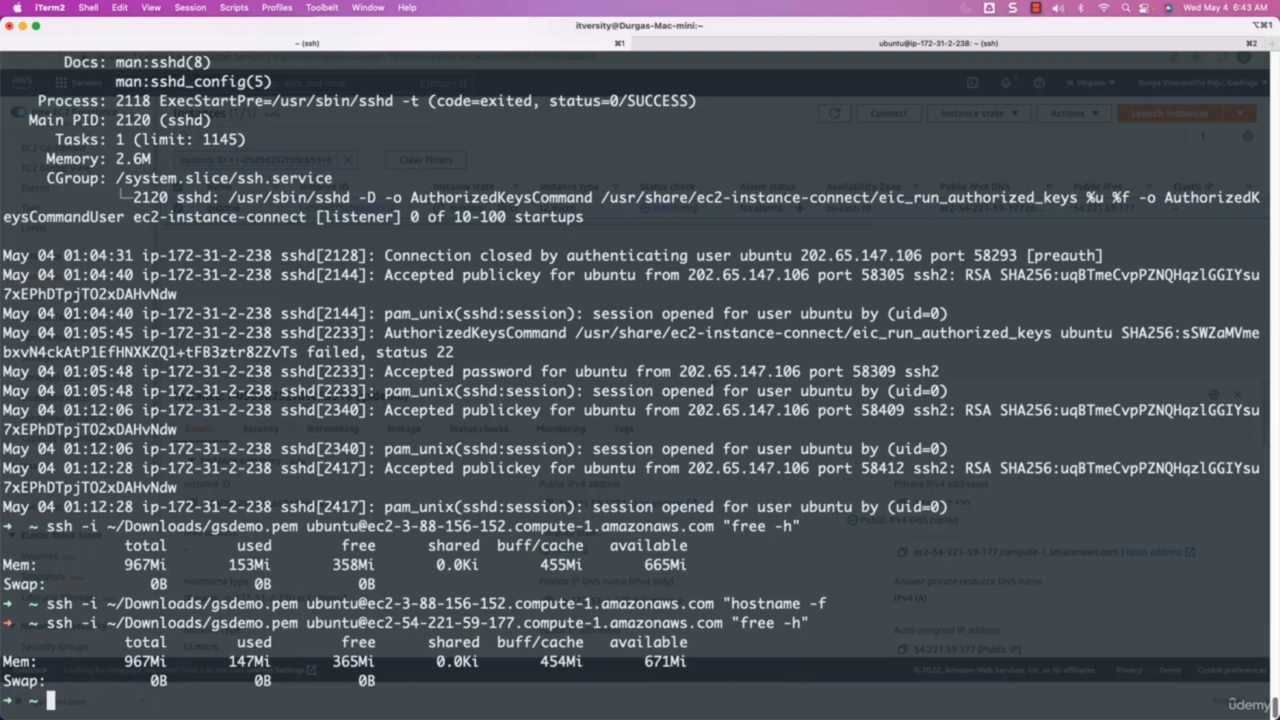 iTerm2 Shell Edit View Session Scripts Profiles Toolbelt Window Help Wed May 4 6:43 AM
itversity@Durgas-Mac-mini:~ ⌥⌘1
~ (ssh) ⌘1 ubuntu@ip-172-31-2-238: ~ (ssh) ⌘2
Docs: man:sshd(8)
man:sshd_config(5)
Process: 2118 ExecStartPre=/usr/sbin/sshd -t (code=exited, status=0/SUCCESS)
Main PID: 2120 (sshd)
Tasks: 1 (limit: 1145)
Memory: 2.6M
CGroup: /system.slice/ssh.service
└─2120 sshd: /usr/sbin/sshd -D -o AuthorizedKeysCommand /usr/share/ec2-instance-connect/eic_run_authorized_keys %u %f -o AuthorizedK
eysCommandUser ec2-instance-connect [listener] 0 of 10-100 startups
May 04 01:04:31 ip-172-31-2-238 sshd[2128]: Connection closed by authenticating user ubuntu 202.65.147.106 port 58293 [preauth]
May 04 01:04:40 ip-172-31-2-238 sshd[2144]: Accepted publickey for ubuntu from 202.65.147.106 port 58305 ssh2: RSA SHA256:uqBTmeCvpPZNQHqzlGGIYsu
7xEPhDTpjTO2xDAHvNdw
May 04 01:04:40 ip-172-31-2-238 sshd[2144]: pam_unix(sshd:session): session opened for user ubuntu by (uid=0)
May 04 01:05:45 ip-172-31-2-238 sshd[2233]: AuthorizedKeysCommand /usr/share/ec2-instance-connect/eic_run_authorized_keys ubuntu SHA256:sSWZaMVme
bxvN4ckAtP1EfHNXKZQ1+tfFB3ztr82ZvTs failed, status 22
May 04 01:05:48 ip-172-31-2-238 sshd[2233]: Accepted password for ubuntu from 202.65.147.106 port 58309 ssh2
May 04 01:05:48 ip-172-31-2-238 sshd[2233]: pam_unix(sshd:session): session opened for user ubuntu by (uid=0)
May 04 01:12:06 ip-172-31-2-238 sshd[2340]: Accepted publickey for ubuntu from 202.65.147.106 port 58409 ssh2: RSA SHA256:uqBTmeCvpPZNQHqzlGGIYsu
7xEPhDTpjTO2xDAHvNdw
May 04 01:12:06 ip-172-31-2-238 sshd[2340]: pam_unix(sshd:session): session opened for user ubuntu by (uid=0)
May 04 01:12:28 ip-172-31-2-238 sshd[2417]: Accepted publickey for ubuntu from 202.65.147.106 port 58412 ssh2: RSA SHA256:uqBTmeCvpPZNQHqzlGGIYsu
7xEPhDTpjTO2xDAHvNdw
May 04 01:12:28 ip-172-31-2-238 sshd[2417]: pam_unix(sshd:session): session opened for user ubuntu by (uid=0)
➜ ~ ssh -i ~/Downloads/gsdemo.pem ubuntu@ec2-3-88-156-152.compute-1.amazonaws.com "free -h"
total used free shared buff/cache available
Mem: 967Mi 153Mi 358Mi 0.0Ki 455Mi 665Mi
Swap: 0B 0B 0B
➜ ~ ssh -i ~/Downloads/gsdemo.pem ubuntu@ec2-3-88-156-152.compute-1.amazonaws.com "hostname -f
➜ ~ ssh -i ~/Downloads/gsdemo.pem ubuntu@ec2-54-221-59-177.compute-1.amazonaws.com "free -h"
total used free shared buff/cache available
Mem: 967Mi 147Mi 365Mi 0.0Ki 454Mi 671Mi
Swap: 0B 0B 0B
➜ ~
ûdemy